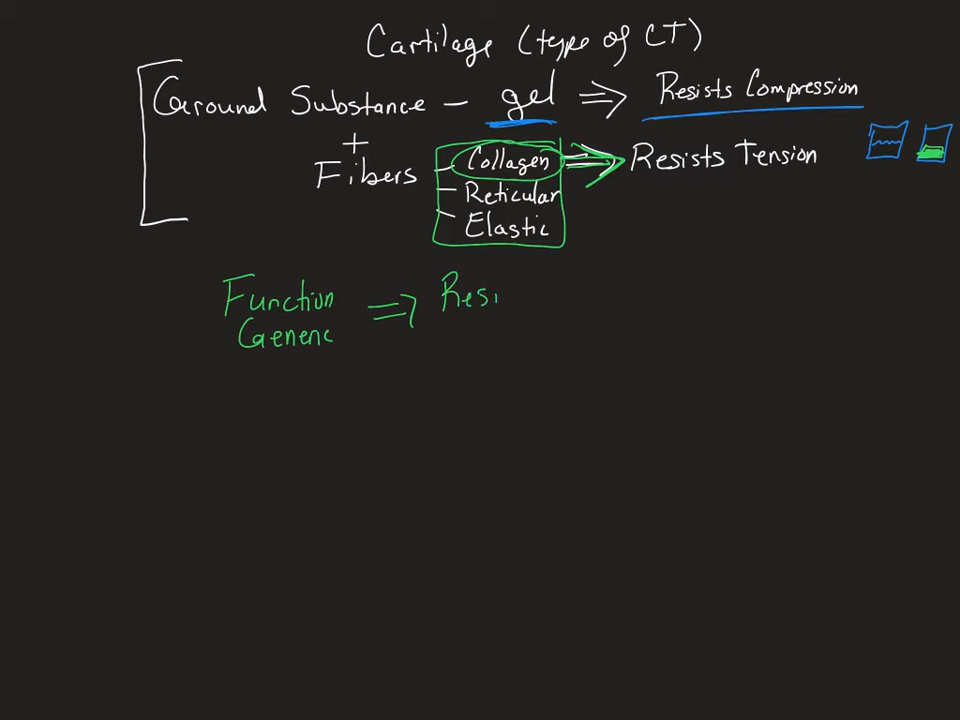 Cartilage (type of CT)
Ground Substance - gel ⇒ Resists Compression
+
Fibers - Collagen ⇒ Resists Tension
- Reticular
- Elastic
Function ⇒ Resi
Generic